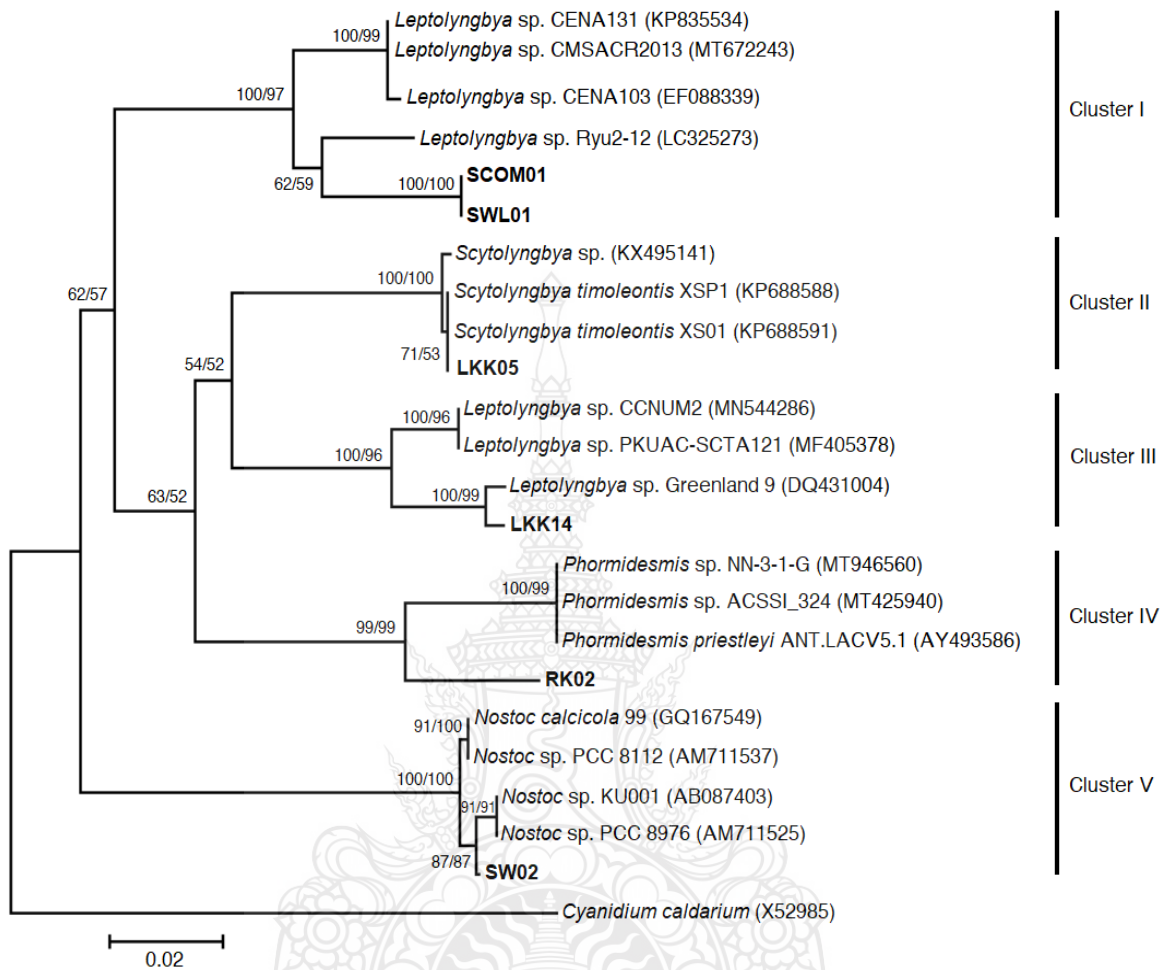 Leptolyngbya sp. CENA131 (KP835534)
100/99
Leptolyngbya sp. CMSACR2013 (MT672243)
100/97
Leptolyngbya sp. CENA103 (EF088339)
Cluster I
Leptolyngbya sp. Ryu2-12 (LC325273)
62/59
100/100
SCOM01
SWL01
Scytolyngbya sp. (KX495141)
100/100
Scytolyngbya timoleontis XSP1 (KP688588)
62/57
Cluster II
Scytolyngbya timoleontis XS01 (KP688591)
71/53
54/52
LKK05
Leptolyngbya sp. CCNUM2 (MN544286)
100/96
Leptolyngbya sp. PKUAC-SCTA121 (MF405378)
100/96
Cluster III
63/52
Leptolyngbya sp. Greenland 9 (DQ431004)
100/99
LKK14
Phormidesmis sp. NN-3-1-G (MT946560)
100/99
Phormidesmis sp. ACSSI_324 (MT425940)
Cluster IV
99/99
Phormidesmis priestleyi ANT.LACV5.1 (AY493586)
RK02
Nostoc calcicola 99 (GQ167549)
91/100
Nostoc sp. PCC 8112 (AM711537)
100/100
Cluster V
Nostoc sp. KU001 (AB087403)
91/91
Nostoc sp. PCC 8976 (AM711525)
87/87
SW02
Cyanidium caldarium (X52985)
0.02